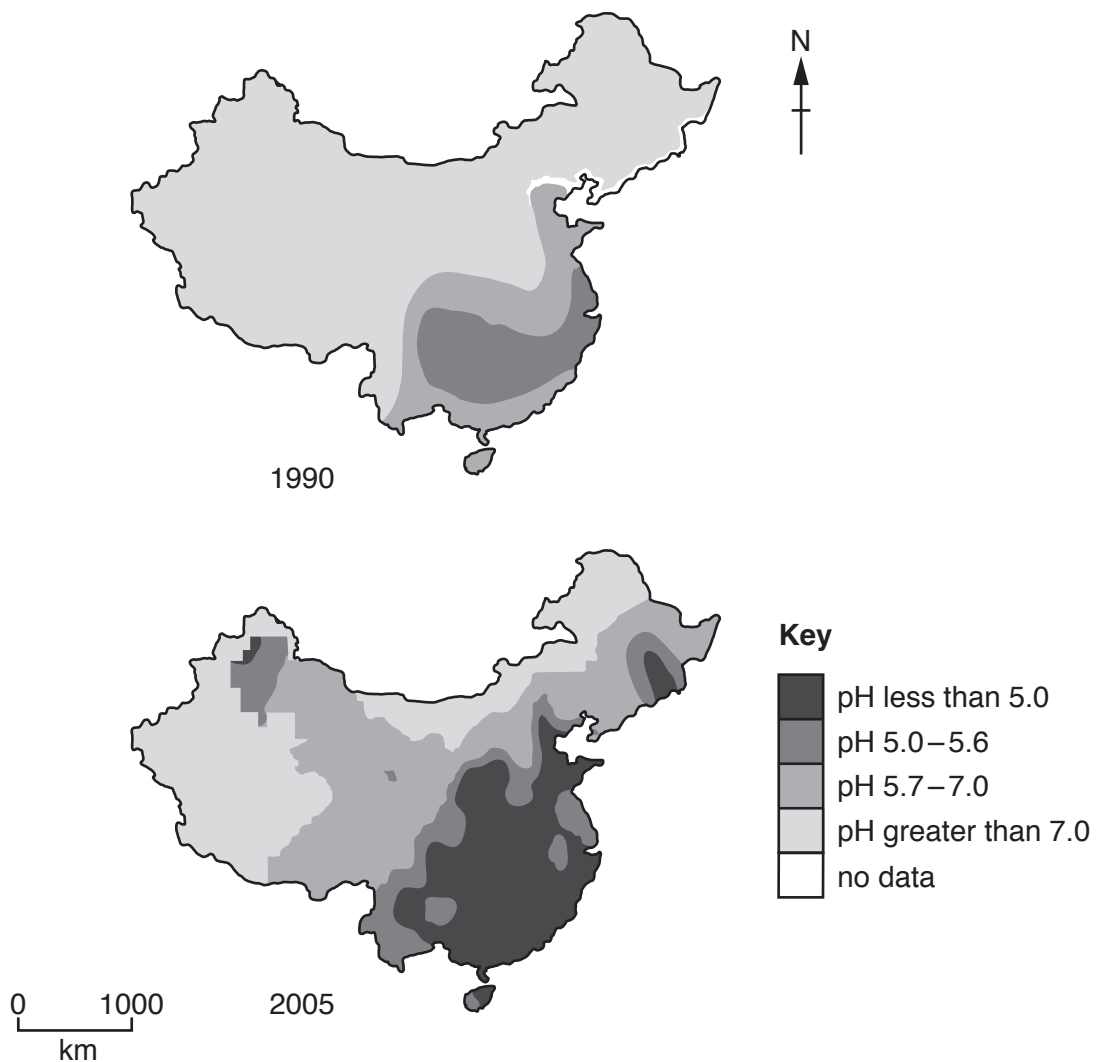 N
1990
Key
pH less than 5.0
pH 5.0–5.6
pH 5.7–7.0
pH greater than 7.0
no data
0 1000
km
2005